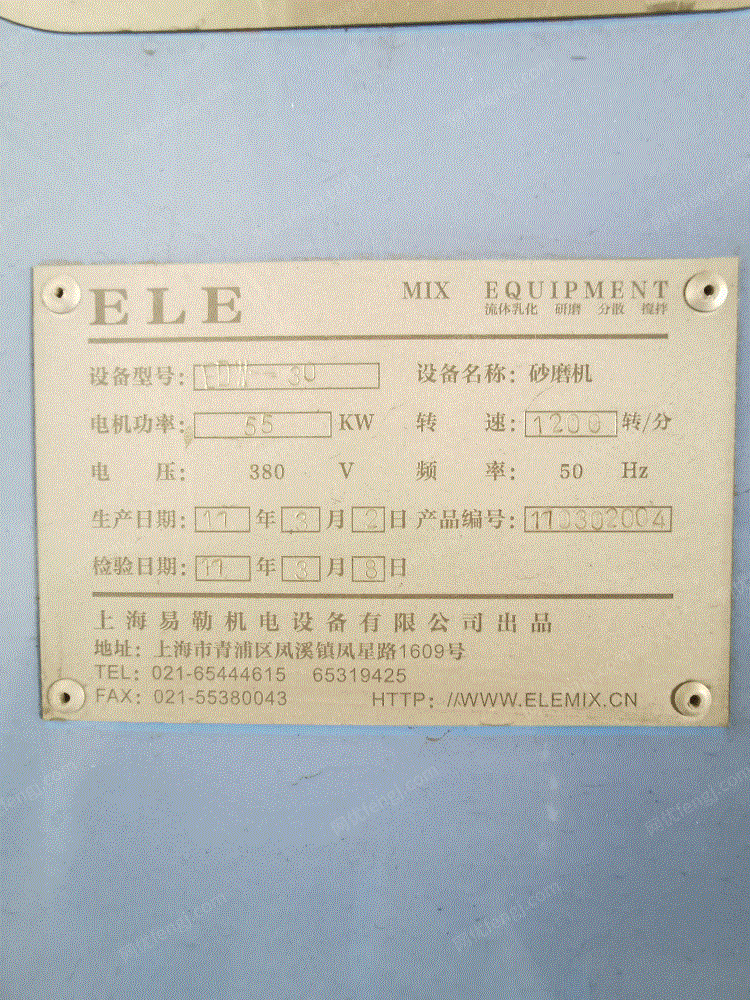 ELE MIX EQUIPMENT
流体乳化 研磨 分散 搅拌
设备型号: EDW-30 设备名称: 砂磨机
电机功率: 55 KW 转 速: 1200 转/分
电 压: 380 V 频 率: 50 Hz
生产日期: 11 年 3 月 2 日 产品编号: 110302004
检验日期: 11 年 3 月 8 日
上海易勒机电设备有限公司出品
地址: 上海市青浦区凤溪镇凤星路1609号
TEL: 021-65444615 65319425
FAX: 021-55380043 HTTP: //WWW.ELEMIX.CN